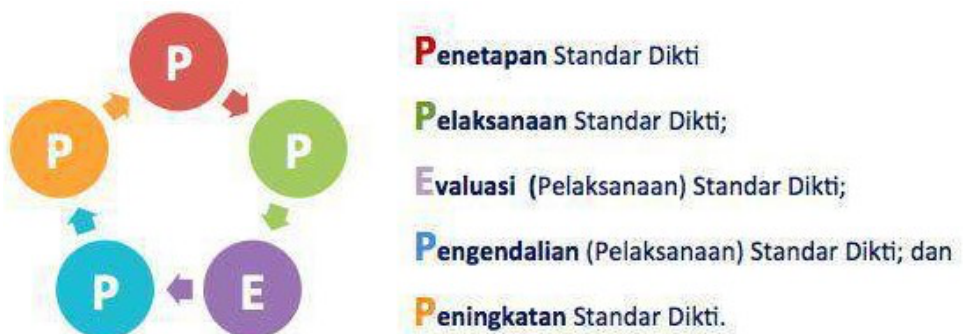 P
P
E
P
P
Penetapan Standar Dikti
Pelaksanaan Standar Dikti;
Evaluasi (Pelaksanaan) Standar Dikti;
Pengendalian (Pelaksanaan) Standar Dikti; dan
Peningkatan Standar Dikti.